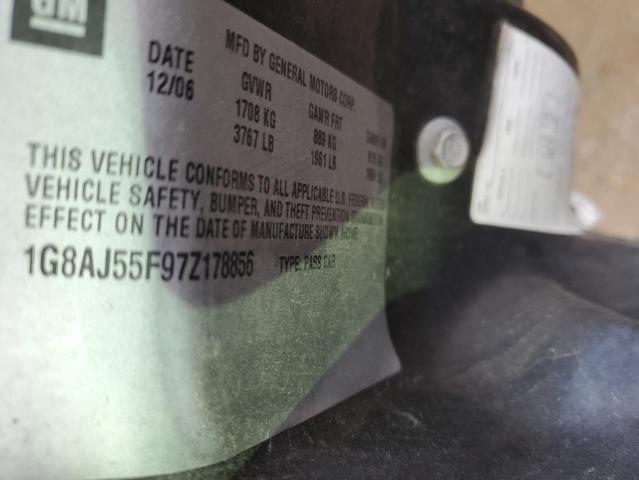 GM
MFD BY GENERAL MOTORS CORP
DATE GVWR GAWR FRT
12/06 1708 KG 889 KG
3767 LB 1961 LB
THIS VEHICLE CONFORMS TO ALL APPLICABLE U.S. FEDERAL
VEHICLE SAFETY, BUMPER, AND THEFT PREVENTION
EFFECT ON THE DATE OF MANUFACTURE SHOWN ABOVE.
1G8AJ55F97Z178856 TYPE: PASS CAR